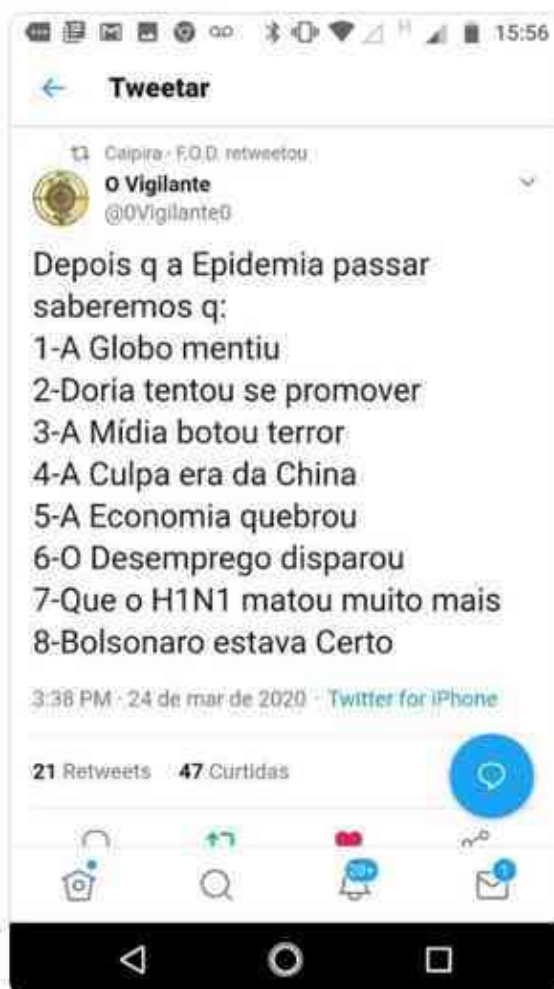 15:56
Tweetar
Caipira - F.O.D. retweetou
O Vigilante
@0Vigilante0
Depois q a Epidemia passar
saberemos q:
1-A Globo mentiu
2-Doria tentou se promover
3-A Mídia botou terror
4-A Culpa era da China
5-A Economia quebrou
6-O Desemprego disparou
7-Que o H1N1 matou muito mais
8-Bolsonaro estava Certo
3:38 PM · 24 de mar de 2020 · Twitter for iPhone
21 Retweets 47 Curtidas
20+
1